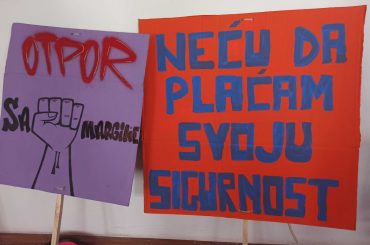 OTPOR
SA MARGINE
NEĆU DA
PLAĆAM
SVOJU
SIGURNOST